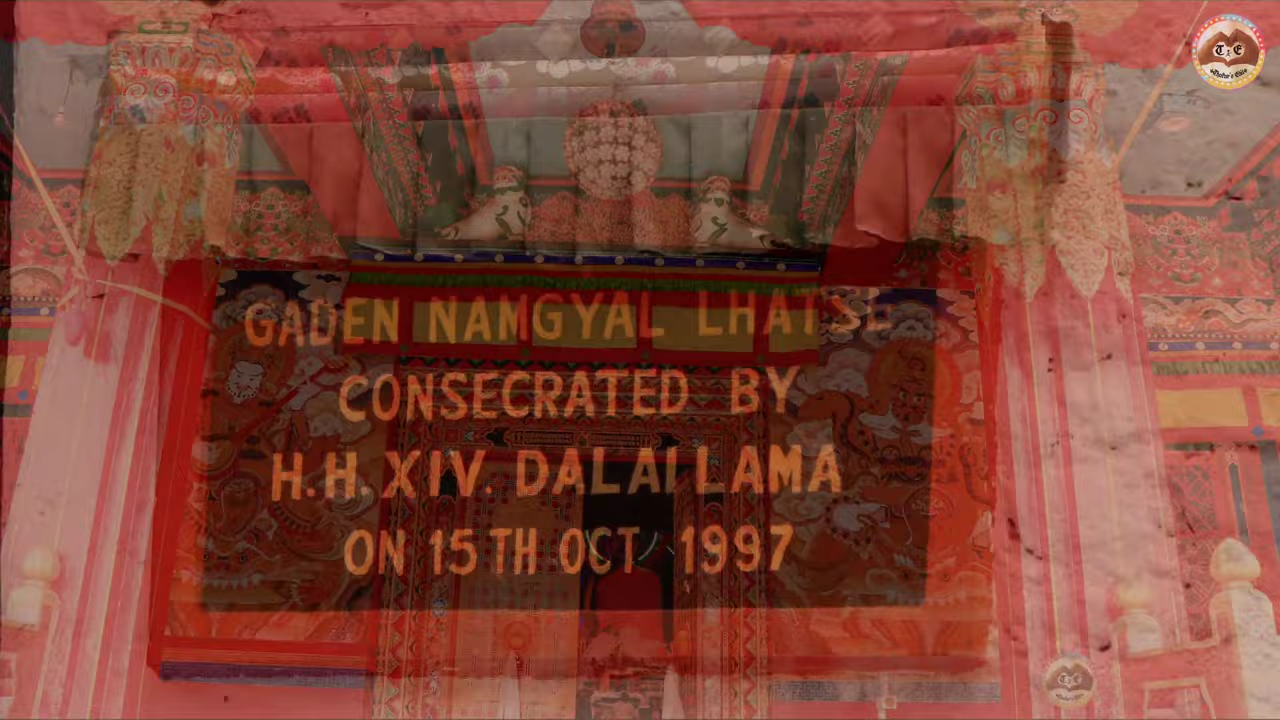 GADEN NAMGYAL LHATSE
CONSECRATED BY
H.H. XIV. DALAI LAMA
ON 15TH OCT 1997